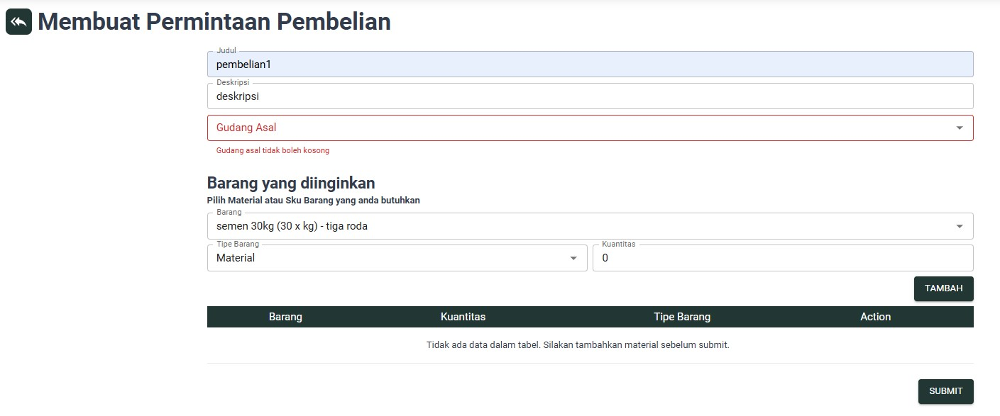 Membuat Permintaan Pembelian
Judul
pembelian1
Deskripsi
deskripsi
Gudang Asal
Gudang asal tidak boleh kosong
Barang yang diinginkan
Pilih Material atau Sku Barang yang anda butuhkan
Barang
semen 30kg (30 x kg) - tiga roda
Tipe Barang Kuantitas
Material 0
TAMBAH
Barang Kuantitas Tipe Barang Action
Tidak ada data dalam tabel. Silakan tambahkan material sebelum submit.
SUBMIT